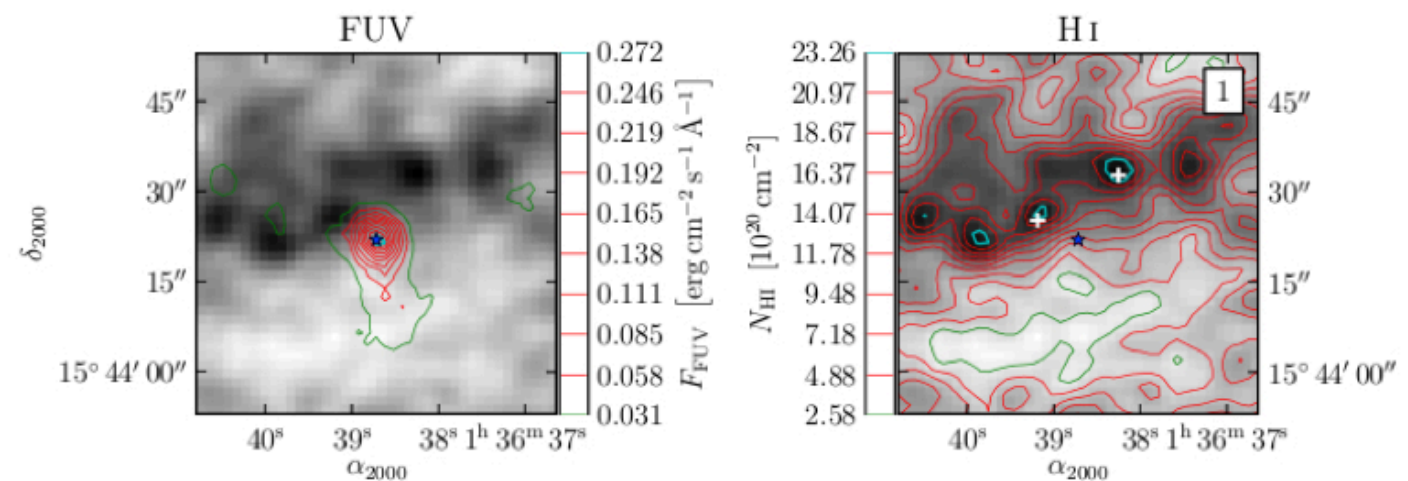 FUV
H I
δ2000
45″
30″
15″
15° 44′ 00″
40ˢ 39ˢ 38ˢ 1ʰ 36ᵐ 37ˢ
α2000
0.272
0.246
0.219
0.192
0.165
0.138
0.111
0.085
0.058
0.031
F_FUV [erg cm⁻² s⁻¹ Å⁻¹]
N_HI [10²⁰ cm⁻²]
23.26
20.97
18.67
16.37
14.07
11.78
9.48
7.18
4.88
2.58
1
45″
30″
15″
15° 44′ 00″
40ˢ 39ˢ 38ˢ 1ʰ 36ᵐ 37ˢ
α2000